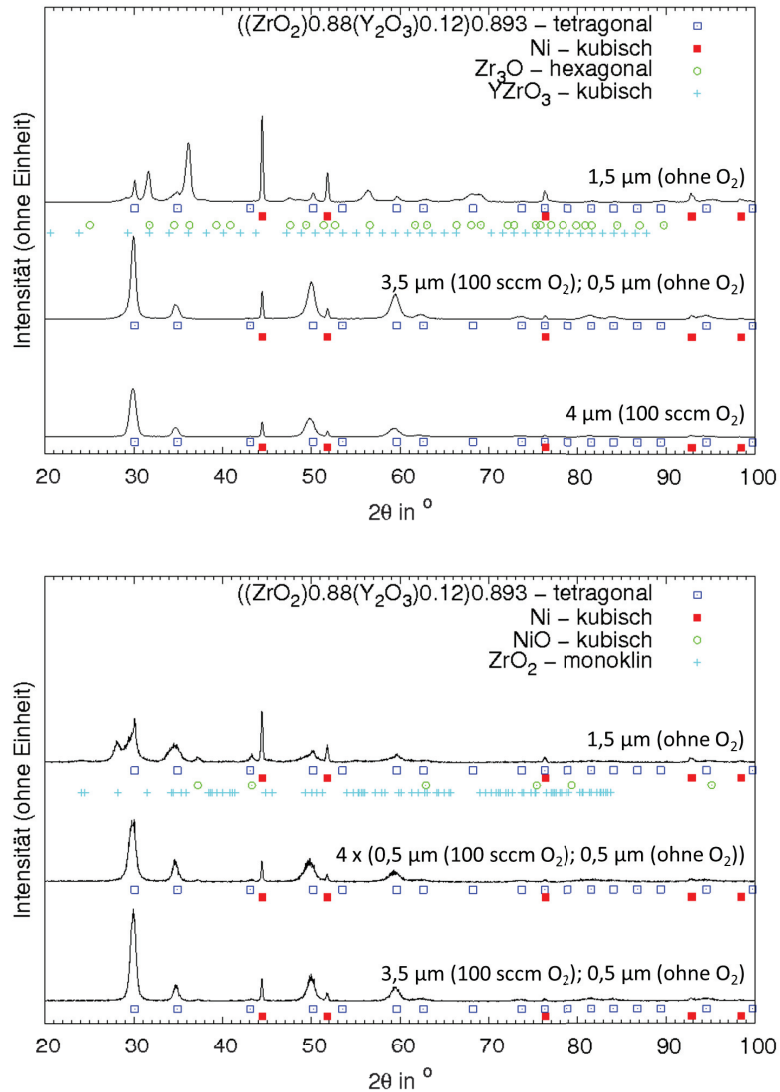 ((ZrO2)0.88(Y2O3)0.12)0.893 – tetragonal
Ni – kubisch
Zr3O – hexagonal
YZrO3 – kubisch
1,5 µm (ohne O2)
3,5 µm (100 sccm O2); 0,5 µm (ohne O2)
4 µm (100 sccm O2)
Intensität (ohne Einheit)
20 30 40 50 60 70 80 90 100
2θ in °
((ZrO2)0.88(Y2O3)0.12)0.893 – tetragonal
Ni – kubisch
NiO – kubisch
ZrO2 – monoklin
1,5 µm (ohne O2)
4 x (0,5 µm (100 sccm O2); 0,5 µm (ohne O2))
3,5 µm (100 sccm O2); 0,5 µm (ohne O2)
Intensität (ohne Einheit)
20 30 40 50 60 70 80 90 100
2θ in °